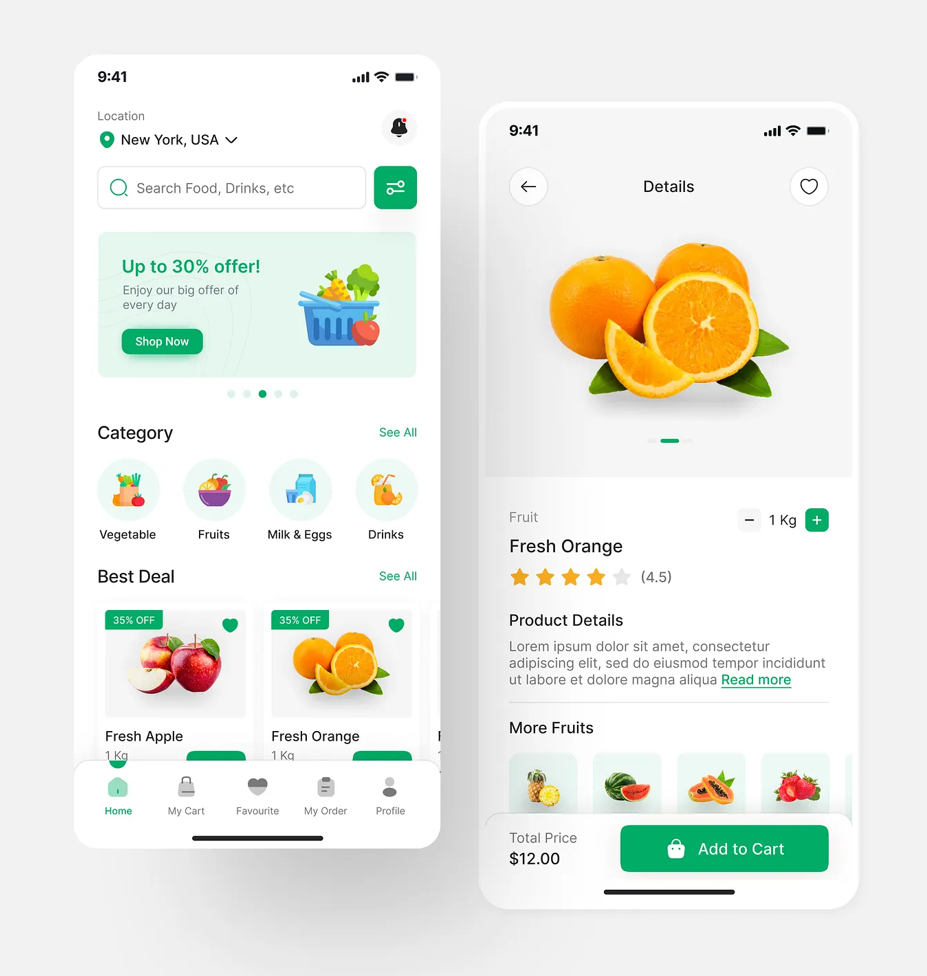 9:41
Location
New York, USA
Search Food, Drinks, etc
Up to 30% offer!
Enjoy our big offer of
every day
Shop Now
Category
See All
Vegetable
Fruits
Milk & Eggs
Drinks
Best Deal
See All
35% OFF
35% OFF
Fresh Apple
Fresh Orange
1 Kg
1 Kg
Home
My Cart
Favourite
My Order
Profile
9:41
Details
Fruit
1 Kg
Fresh Orange
(4.5)
Product Details
Lorem ipsum dolor sit amet, consectetur
adipiscing elit, sed do eiusmod tempor incididunt
ut labore et dolore magna aliqua Read more
More Fruits
Total Price
$12.00
Add to Cart